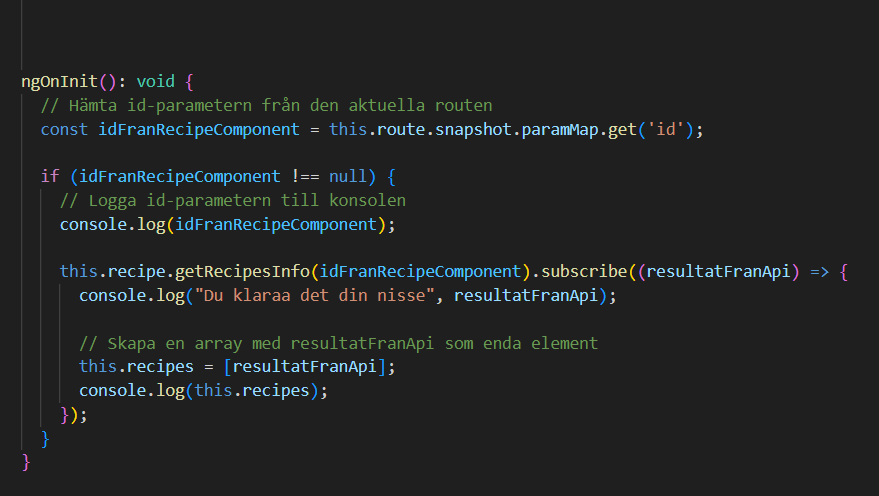 ngOnInit(): void {
// Hämta id-parametern från den aktuella routen
const idFranRecipeComponent = this.route.snapshot.paramMap.get('id');
if (idFranRecipeComponent !== null) {
// Logga id-parametern till konsolen
console.log(idFranRecipeComponent);
this.recipe.getRecipesInfo(idFranRecipeComponent).subscribe((resultatFranApi) => {
console.log("Du klaraa det din nisse", resultatFranApi);
// Skapa en array med resultatFranApi som enda element
this.recipes = [resultatFranApi];
console.log(this.recipes);
});
}
}